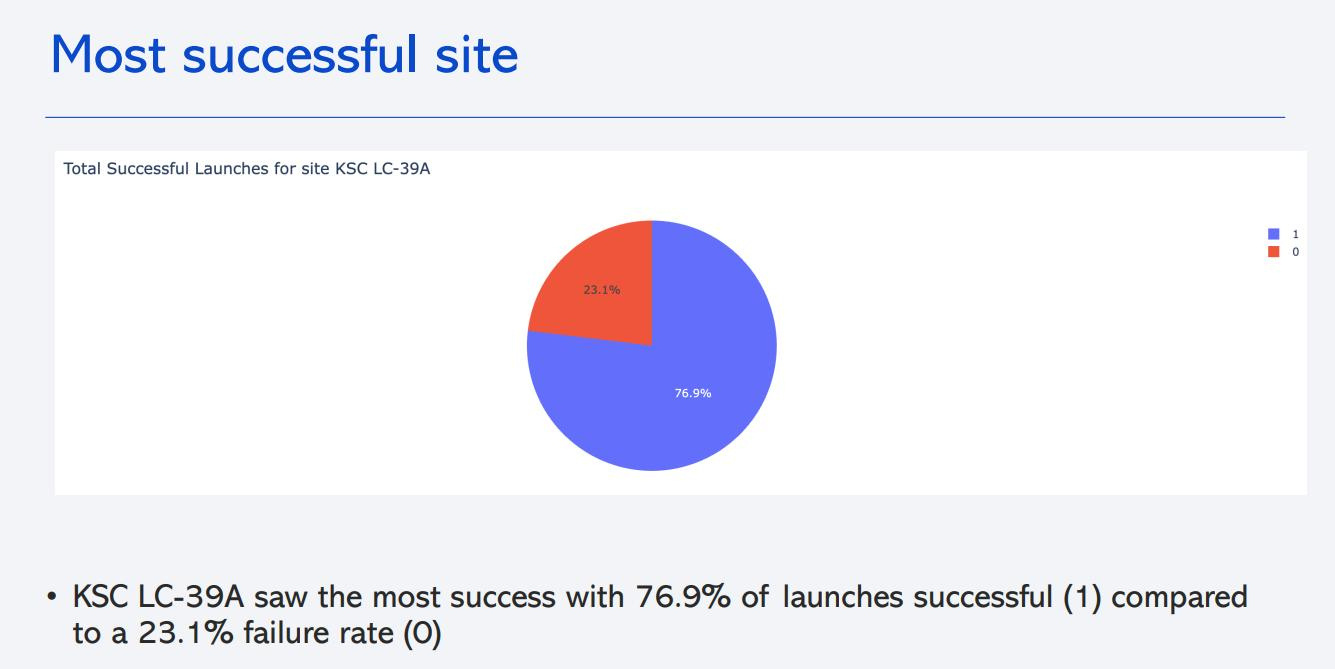 Most successful site
Total Successful Launches for site KSC LC-39A
1
0
23.1%
76.9%
• KSC LC-39A saw the most success with 76.9% of launches successful (1) compared
to a 23.1% failure rate (0)